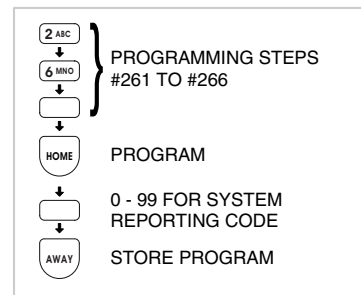 2 ABC
PROGRAMMING STEPS
#261 TO #266
6 MNO
HOME
PROGRAM
0 - 99 FOR SYSTEM
REPORTING CODE
AWAY
STORE PROGRAM